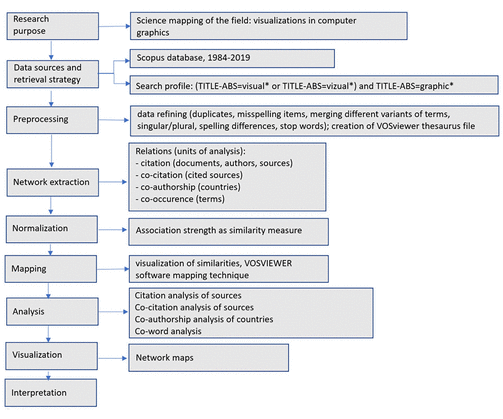 Research
purpose
Science mapping of the field: visualizations in computer
graphics
Data sources and
retrieval strategy
Scopus database, 1984-2019
Search profile: (TITLE-ABS=visual* or TITLE-ABS=vizual*) and TITLE-ABS=graphic*
Preprocessing
data refining (duplicates, misspelling items, merging different variants of terms,
singular/plural, spelling differences, stop words); creation of VOSviewer thesaurus file
Network extraction
Relations (units of analysis):
- citation (documents, authors, sources)
- co-citation (cited sources)
- co-authorship (countries)
- co-occurence (terms)
Normalization
Association strength as similarity measure
Mapping
visualization of similarities, VOSVIEWER
software mapping technique
Analysis
Citation analysis of sources
Co-citation analysis of sources
Co-authorship analysis of countries
Co-word analysis
Visualization
Network maps
Interpretation